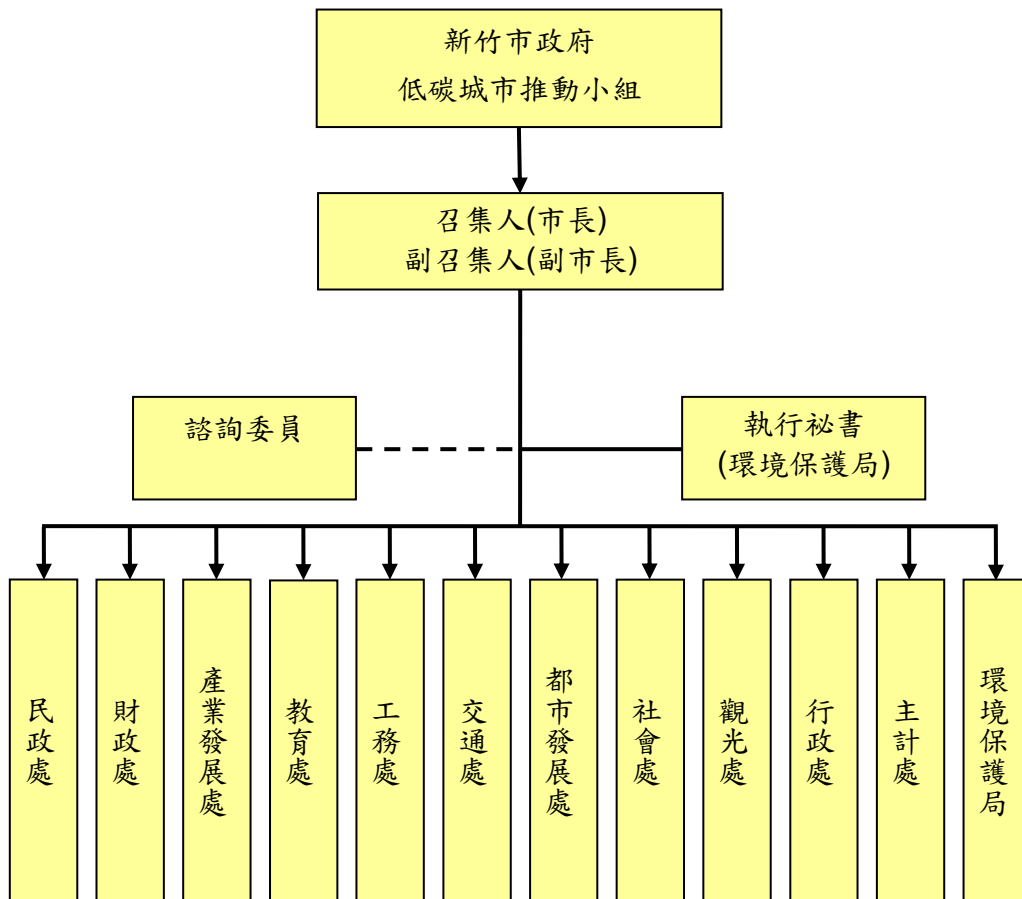 新竹市政府
低碳城市推動小組
召集人(市長)
副召集人(副市長)
諮詢委員
執行祕書
(環境保護局)
民政處
財政處
產業發展處
教育處
工務處
交通處
都市發展處
社會處
觀光處
行政處
主計處
環境保護局